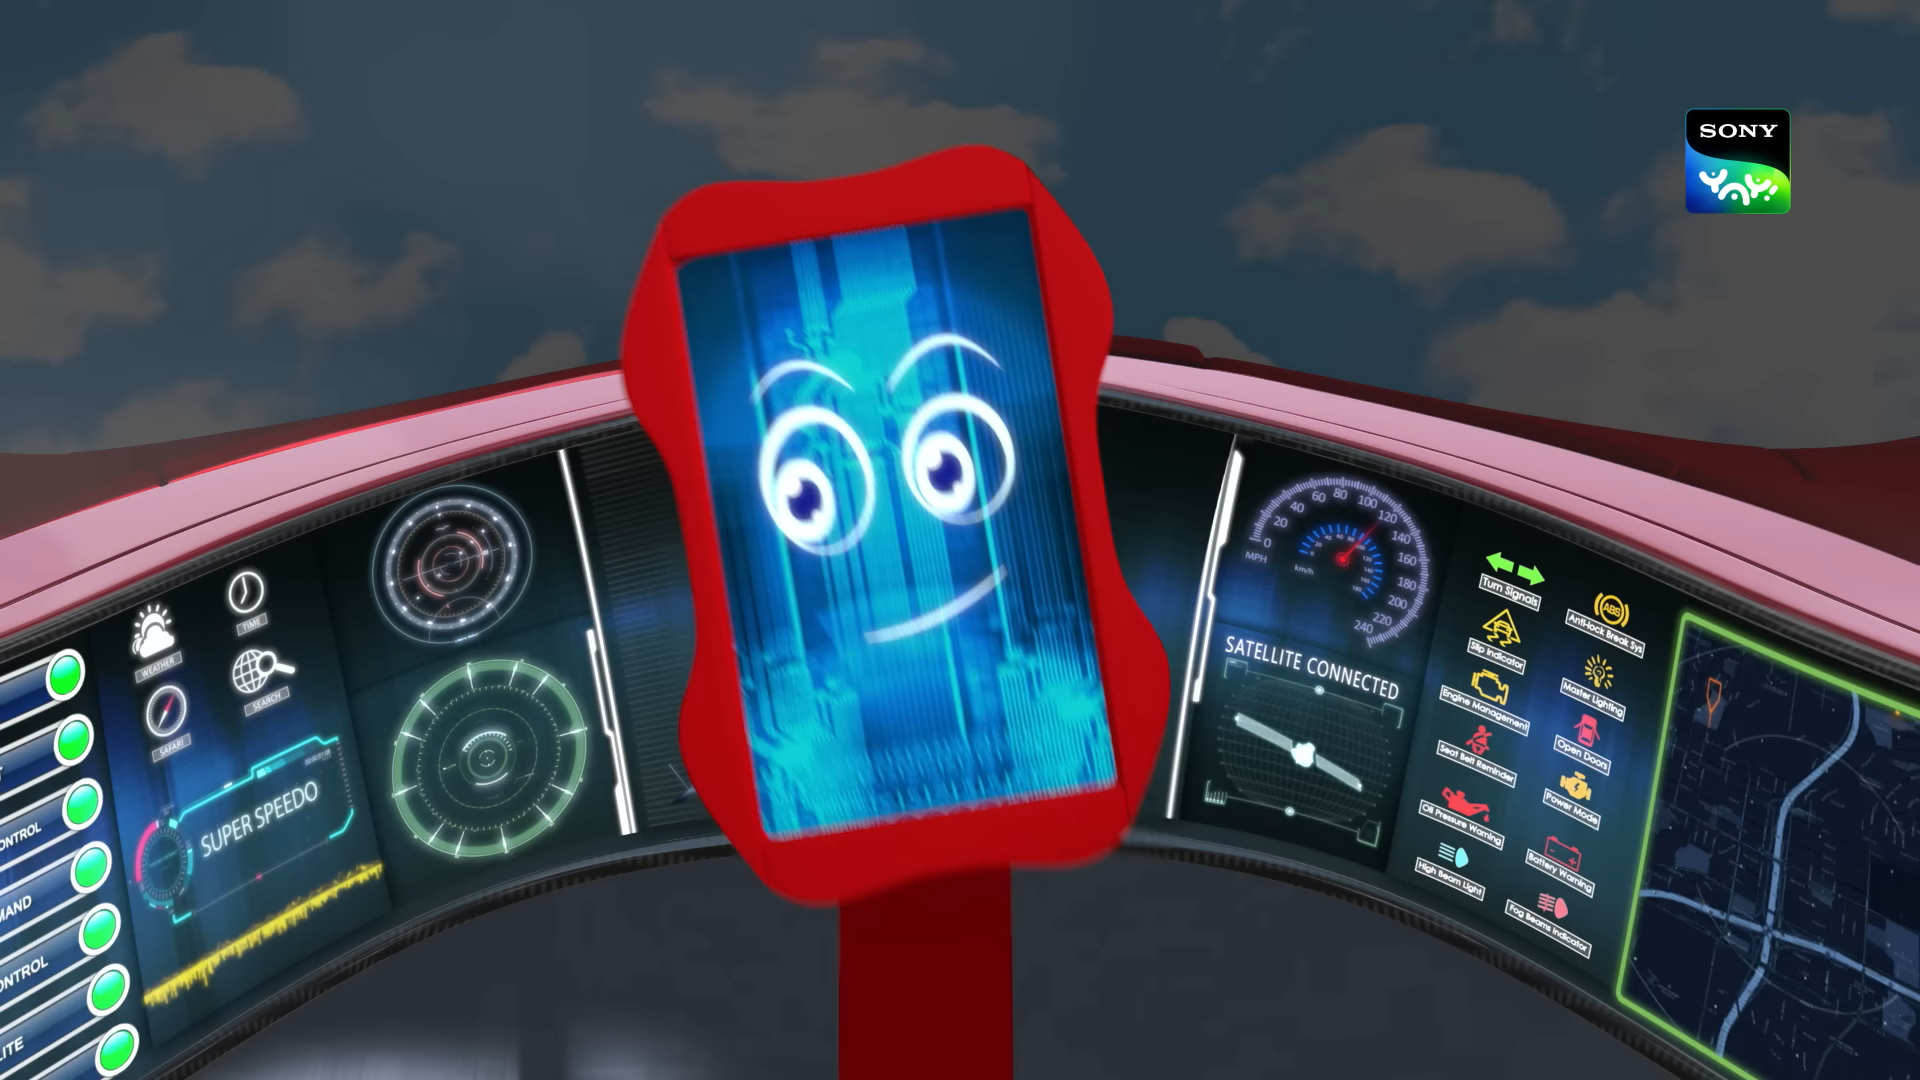 SONY
YAY!
WEATHER
TIME
SAFARI
SEARCH
SUPER SPEEDO
ONTROL
MAND
ONTROL
LITE
0
20
40
60
80
100
120
140
160
180
200
220
240
MPH
km/h
SATELLITE CONNECTED
Turn Signals
ABS
Anti-lock Break Sys
Slip Indicator
Master Lighting
Engine Management
Open Doors
Seat Belt Reminder
Power Mode
Oil Pressure Warning
Battery Warning
High Beam Light
Fog Beams Indicator